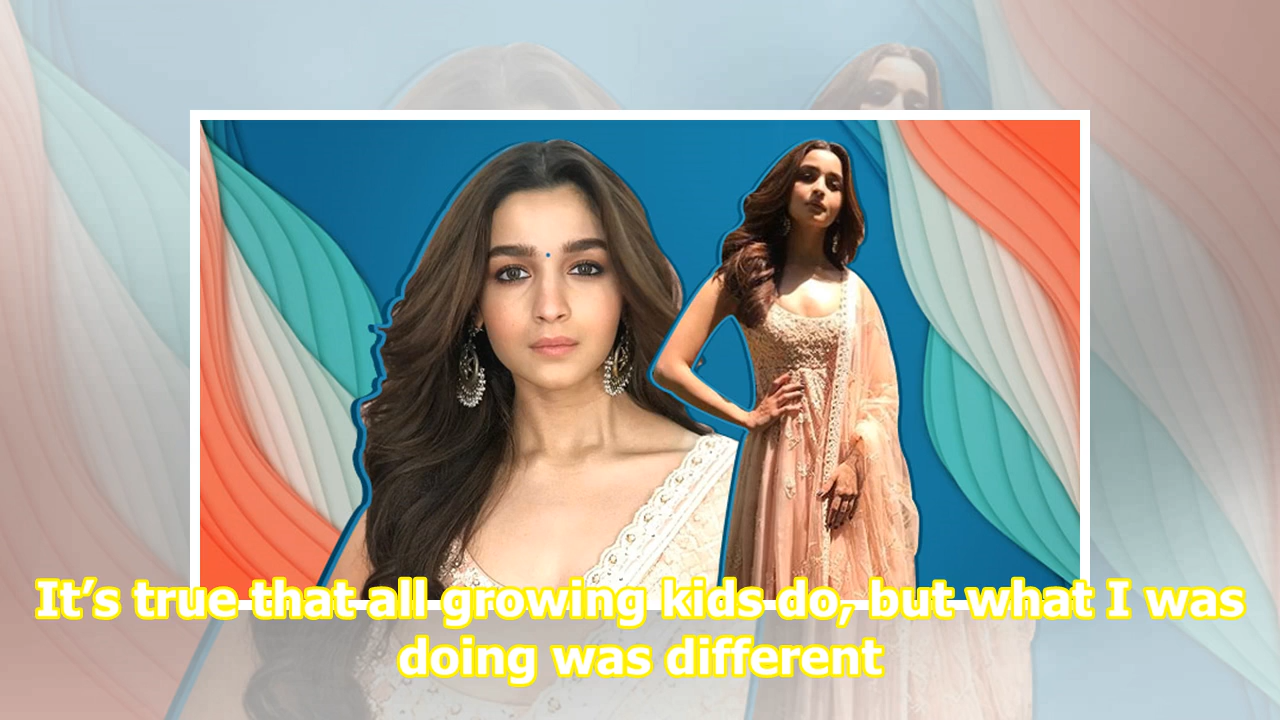 It’s true that all growing kids do, but what I was
doing was different